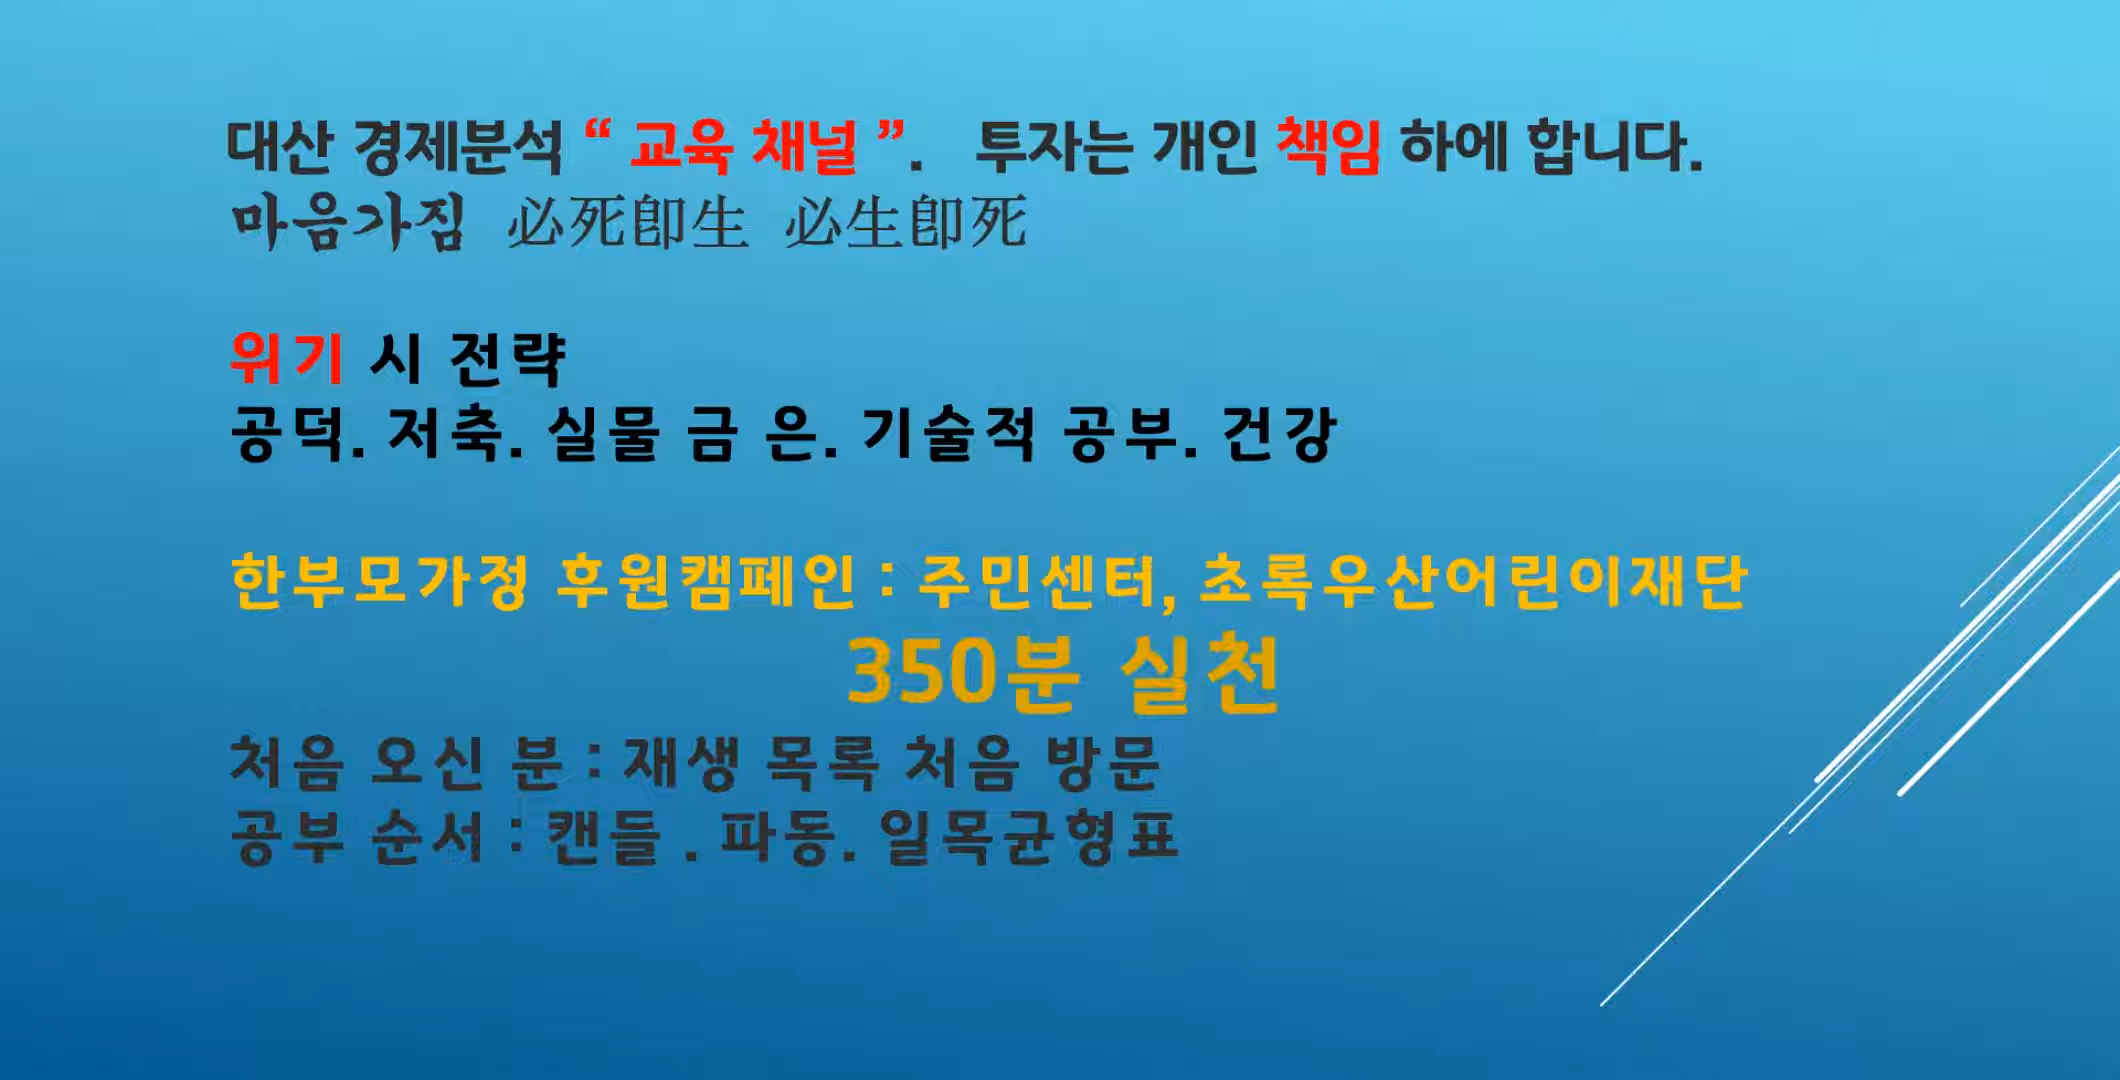 대산 경제분석 “ 교육 채널 ”. 투자는 개인 책임 하에 합니다.
마음가짐 必死卽生 必生卽死
위기 시 전략
공덕. 저축. 실물 금 은. 기술적 공부. 건강
한부모가정 후원캠페인 : 주민센터, 초록우산어린이재단
350분 실천
처음 오신 분 : 재생 목록 처음 방문
공부 순서 : 캔들 . 파동. 일목균형표